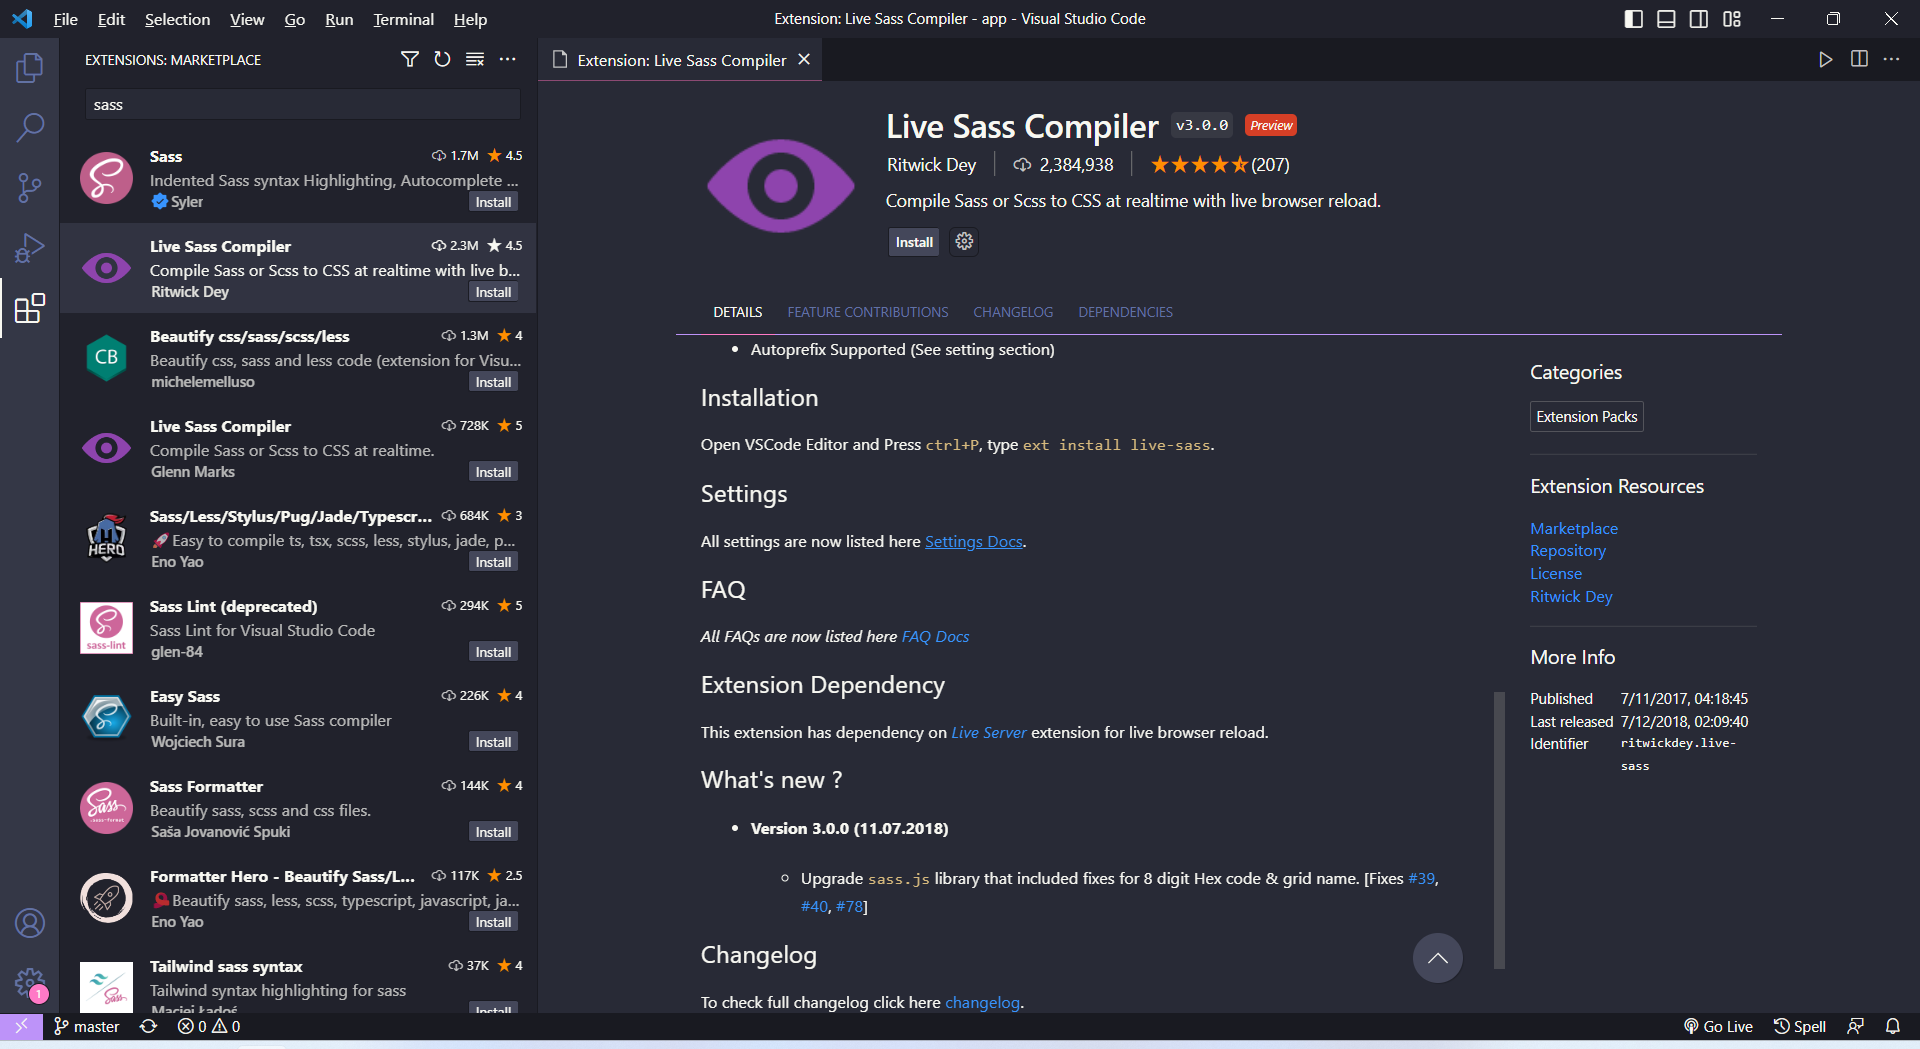 File Edit Selection View Go Run Terminal Help
Extension: Live Sass Compiler - app - Visual Studio Code
EXTENSIONS: MARKETPLACE
sass
Sass 1.7M 4.5
Indented Sass syntax Highlighting, Autocomplete ...
Syler Install
Live Sass Compiler 2.3M 4.5
Compile Sass or Scss to CSS at realtime with live b...
Ritwick Dey Install
CB
Beautify css/sass/scss/less 1.3M 4
Beautify css, sass and less code (extension for Visu...
michelemelluso Install
Live Sass Compiler 728K 5
Compile Sass or Scss to CSS at realtime.
Glenn Marks Install
HERO
Sass/Less/Stylus/Pug/Jade/Typescr... 684K 3
Easy to compile ts, tsx, scss, less, stylus, jade, p...
Eno Yao Install
sass-lint
Sass Lint (deprecated) 294K 5
Sass Lint for Visual Studio Code
glen-84 Install
Easy Sass 226K 4
Built-in, easy to use Sass compiler
Wojciech Sura Install
Sass
Sass Formatter 144K 4
Beautify sass, scss and css files.
Saša Jovanović Spuki Install
Formatter Hero - Beautify Sass/L... 117K 2.5
Beautify sass, less, scss, typescript, javascript, ja...
Eno Yao Install
Sass
Tailwind sass syntax 37K 4
Tailwind syntax highlighting for sass
Maciej Ładoś Install
1
Extension: Live Sass Compiler
Live Sass Compiler v3.0.0 Preview
Ritwick Dey 2,384,938 (207)
Compile Sass or Scss to CSS at realtime with live browser reload.
Install
DETAILS FEATURE CONTRIBUTIONS CHANGELOG DEPENDENCIES
• Autoprefix Supported (See setting section)
Installation
Open VSCode Editor and Press ctrl+P, type ext install live-sass.
Settings
All settings are now listed here Settings Docs.
FAQ
All FAQs are now listed here FAQ Docs
Extension Dependency
This extension has dependency on Live Server extension for live browser reload.
What's new ?
• Version 3.0.0 (11.07.2018)
Upgrade sass.js library that included fixes for 8 digit Hex code & grid name. [Fixes #39,
#40, #78]
Changelog
To check full changelog click here changelog.
Categories
Extension Packs
Extension Resources
Marketplace
Repository
License
Ritwick Dey
More Info
Published 7/11/2017, 04:18:45
Last released 7/12/2018, 02:09:40
Identifier ritwickdey.live-
sass
master 0 0 Go Live Spell